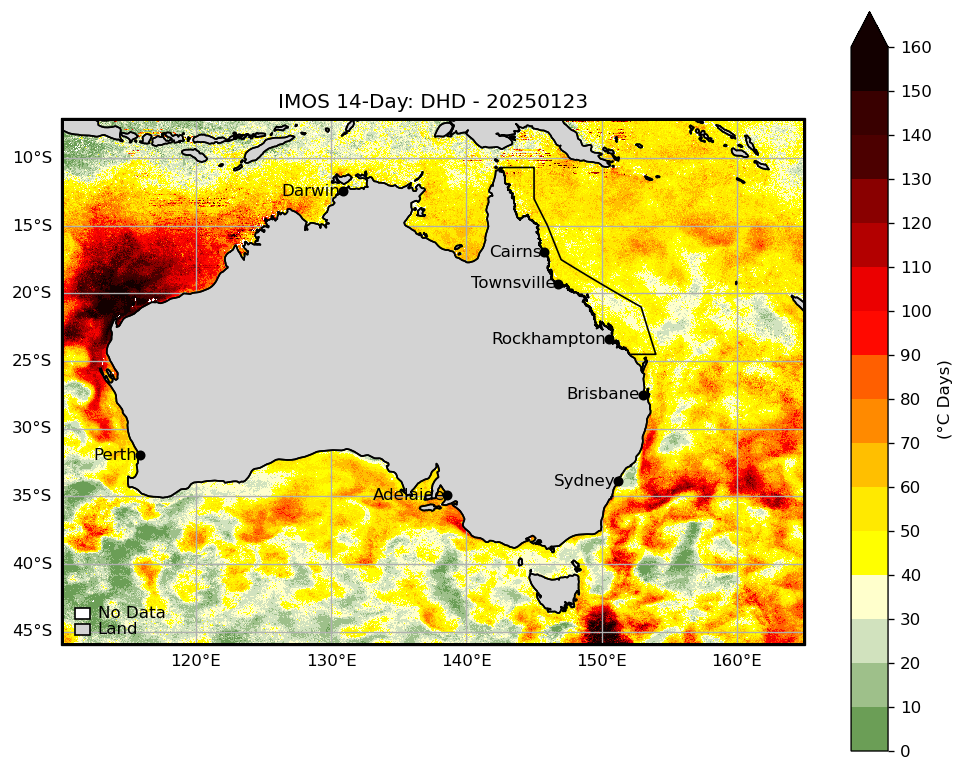 IMOS 14-Day: DHD - 20250123
160
150
10°S
140
130
Darwin
120
15°S
110
Cairns
100
20°S
Townsville
90
Rockhampton
25°S
80
(°C Days)
Brisbane
30°S
70
Perth
60
Sydney
35°S
Adelaide
50
40°S
40
30
No Data
45°S
Land
20
120°E 130°E 140°E 150°E 160°E
10
0